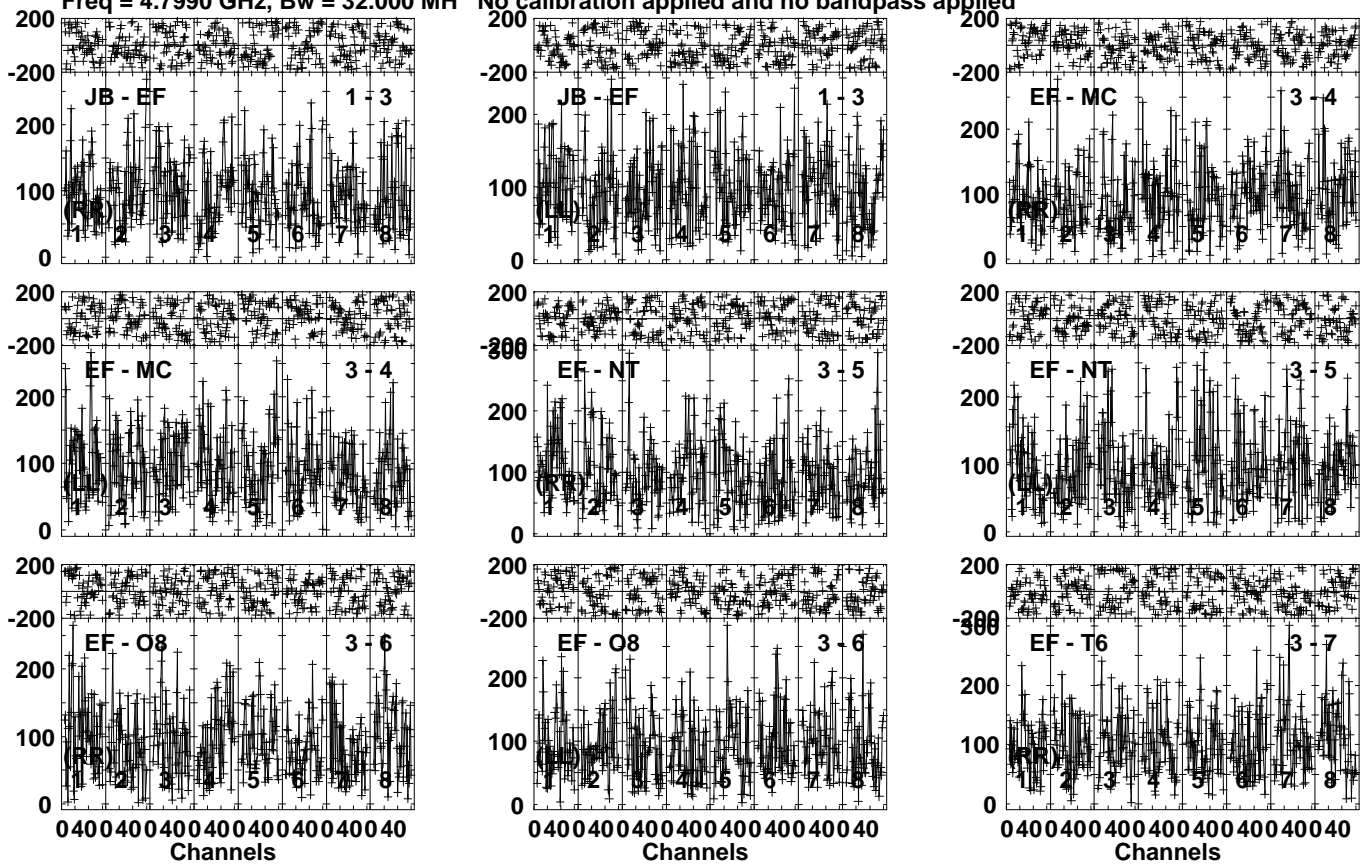 Freq = 4.7990 GHz, Bw = 32.000 MH No calibration applied and no bandpass applied
200 200 200
-200 -200 -200
JB - EF 1 - 3 JB - EF 1 - 3 EF - MC 3 - 4
200 200 200
100 100 100
(RR) (LL) (RR)
1 2 3 4 5 6 7 8 1 2 3 4 5 6 7 8 1 2 3 4 5 6 7 8
0 0 0
200 200 200
-200 -200 -200
300
EF - MC 3 - 4 EF - NT 3 - 5 EF - NT 3 - 5
200 200 200
100 100 100
(LL) (RR) (LL)
1 2 3 4 5 6 7 8 1 2 3 4 5 6 7 8 1 2 3 4 5 6 7 8
0 0 0
200 200 200
-200 -200 -200
300
EF - O8 3 - 6 EF - O8 3 - 6 EF - T6 3 - 7
200 200 200
100 100 100
(RR) (LL) (RR)
1 2 3 4 5 6 7 8 1 2 3 4 5 6 7 8 1 2 3 4 5 6 7 8
0 0 0
0 40 0 40 0 40 0 40 0 40 0 40 0 40 40 0 40 0 40 0 40 0 40 0 40 0 40 0 40 40 0 40 0 40 0 40 0 40 0 40 0 40 0 40 40
Channels Channels Channels